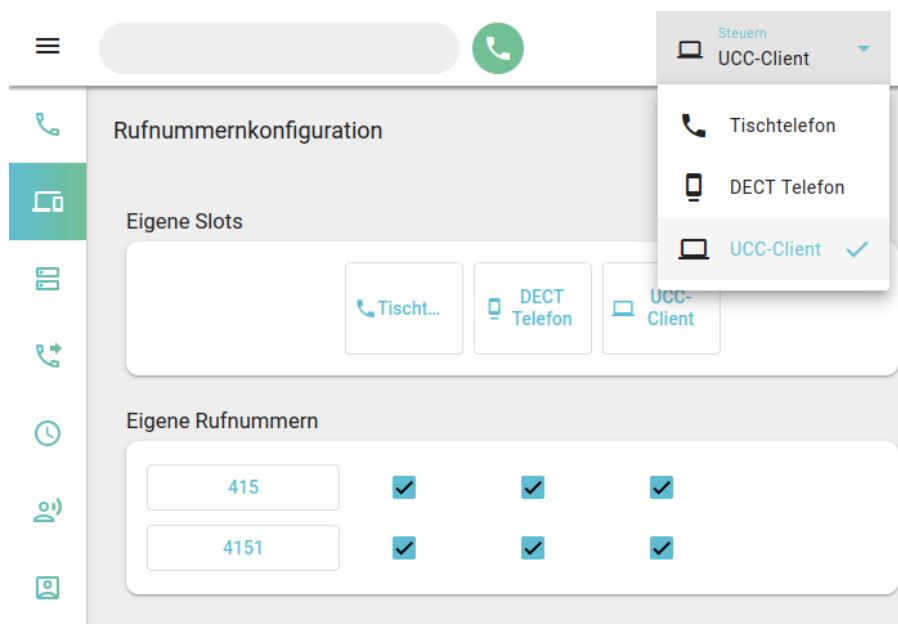 Steuern
UCC-Client
Tischtelefon
DECT Telefon
UCC-Client
Rufnummernkonfiguration
Eigene Slots
Tischt...
DECT
Telefon
UCC-
Client
Eigene Rufnummern
415
4151